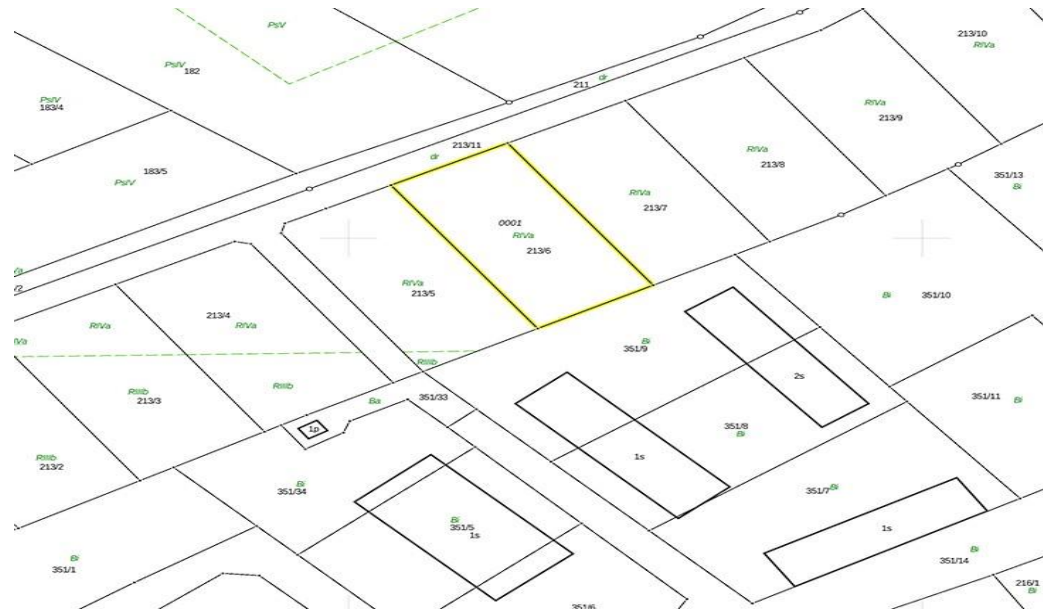 PsV
213/10
RIVa
PsIV
182
dr
211
PsIV
183/4
RIVa
213/9
213/11
dr
RIVa
213/8
183/5
PsIV
351/13
Bi
RIVa
213/7
0001
RIVa
213/6
RIVa
213/5
Bi
351/10
213/4
RIVa
RIVa
Bi
351/9
RIIIb
2s
RIIIb
RIIIb
213/3
Ba
351/33
351/11
Bi
1p
351/8
Bi
RIIIb
213/2
1s
Bi
351/34
351/7
Bi
Bi
351/5
1s
1s
Bi
351/1
Bi
351/14
216/1
Bi
351/6